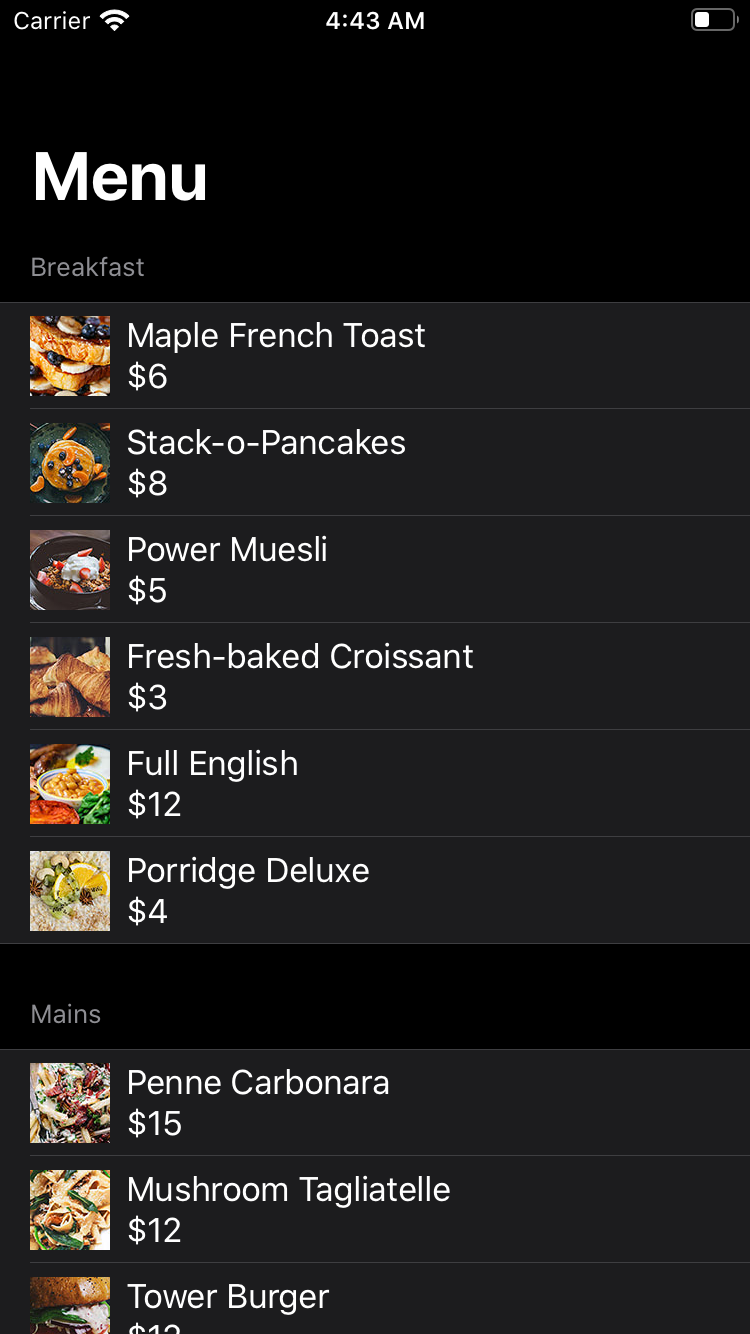 Carrier
4:43 AM
Menu
Breakfast
Maple French Toast
$6
Stack-o-Pancakes
$8
Power Muesli
$5
Fresh-baked Croissant
$3
Full English
$12
Porridge Deluxe
$4
Mains
Penne Carbonara
$15
Mushroom Tagliatelle
$12
Tower Burger